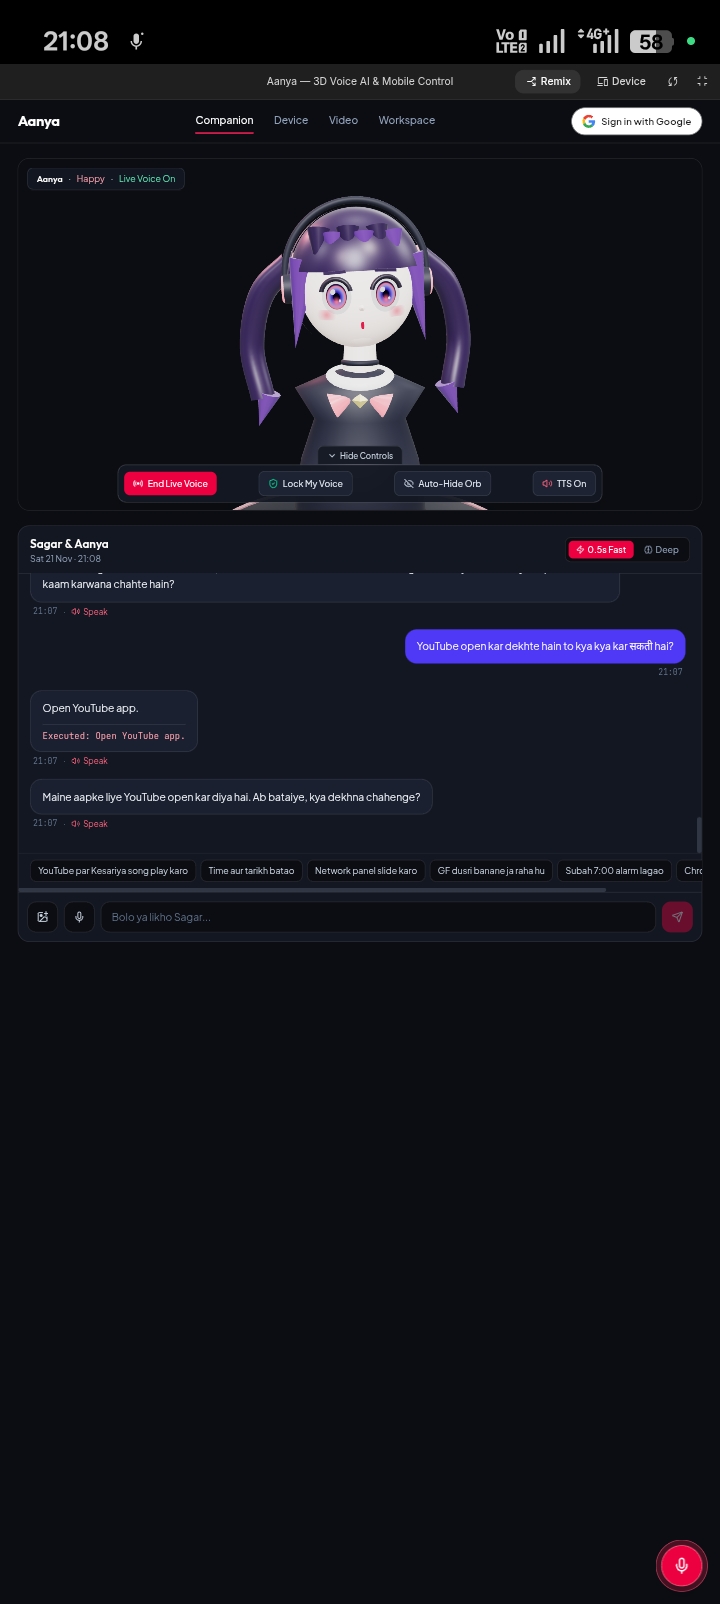 21:08
Vo 1
LTE 2
4G+
58
Aanya — 3D Voice AI & Mobile Control
Remix
Device
Aanya
Companion
Device
Video
Workspace
Sign in with Google
Aanya · Happy · Live Voice On
Hide Controls
End Live Voice
Lock My Voice
Auto-Hide Orb
TTS On
Sagar & Aanya
Sat 21 Nov · 21:08
0.5s Fast
Deep
kaam karwana chahte hain?
21:07 · Speak
YouTube open kar dekhte hain to kya kya kar सकती hai?
21:07
Open YouTube app.
Executed: Open YouTube app.
21:07 · Speak
Maine aapke liye YouTube open kar diya hai. Ab bataiye, kya dekhna chahenge?
21:07 · Speak
YouTube par Kesariya song play karo
Time aur tarikh batao
Network panel slide karo
GF dusri banane ja raha hu
Subah 7:00 alarm lagao
Chro
Bolo ya likho Sagar...